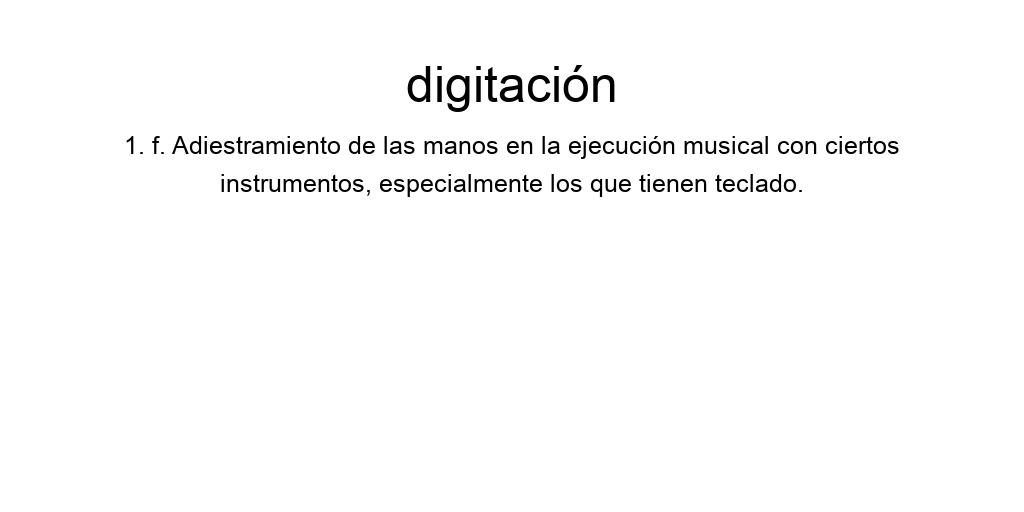 digitación
1. f. Adiestramiento de las manos en la ejecución musical con ciertos
instrumentos, especialmente los que tienen teclado.